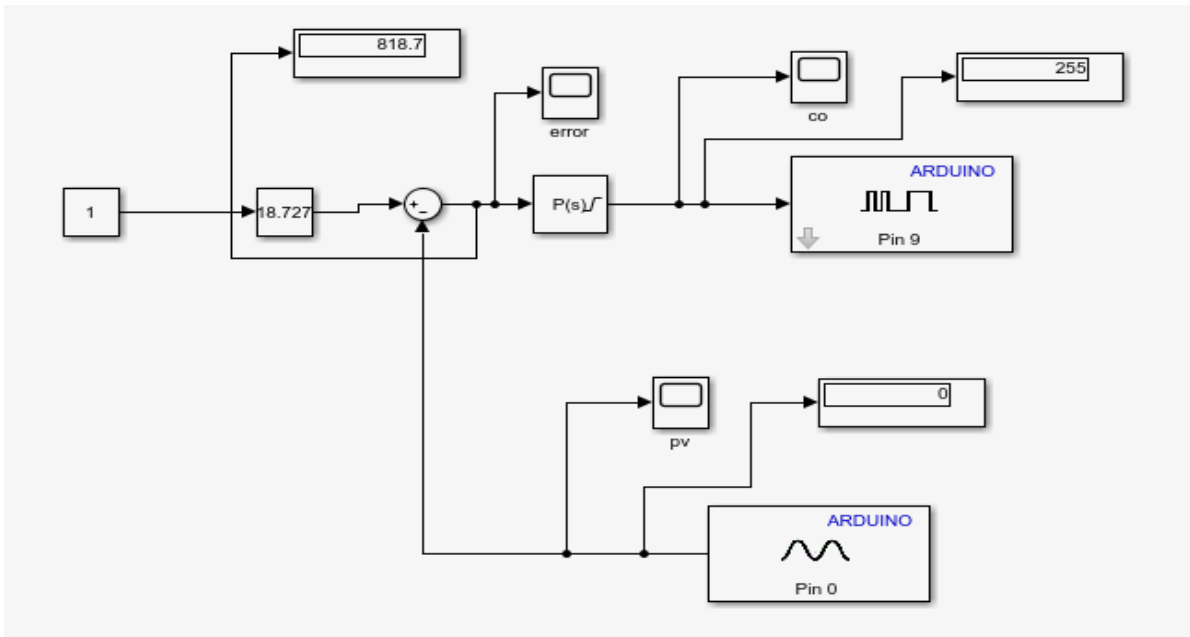 818.7
error
co
255
1
18.727
P(s)
ARDUINO
Pin 9
pv
0
ARDUINO
Pin 0